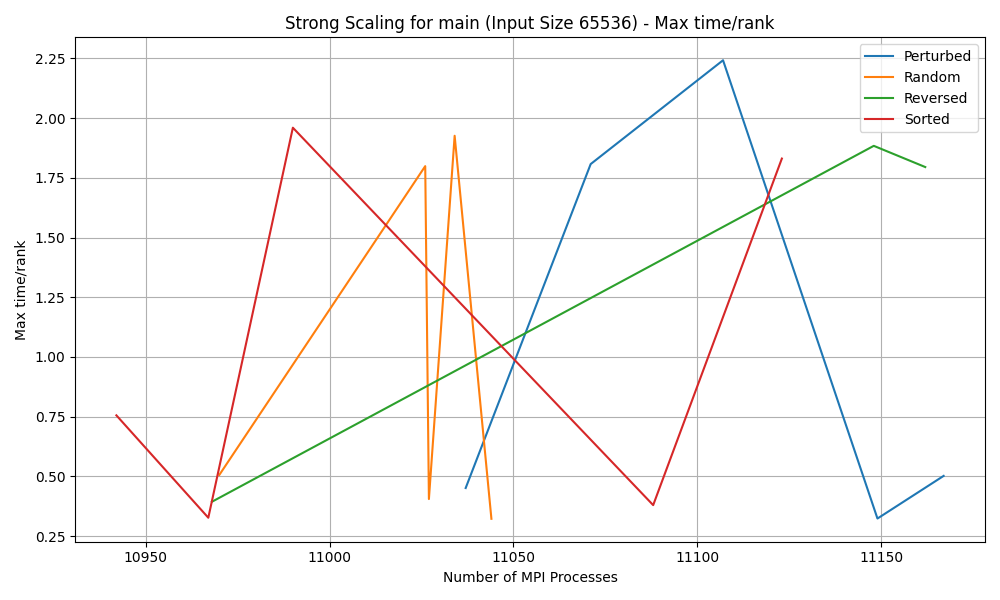 Strong Scaling for main (Input Size 65536) - Max time/rank
Perturbed
Random
Reversed
Sorted
Max time/rank
2.25
2.00
1.75
1.50
1.25
1.00
0.75
0.50
0.25
10950
11000
11050
11100
11150
Number of MPI Processes